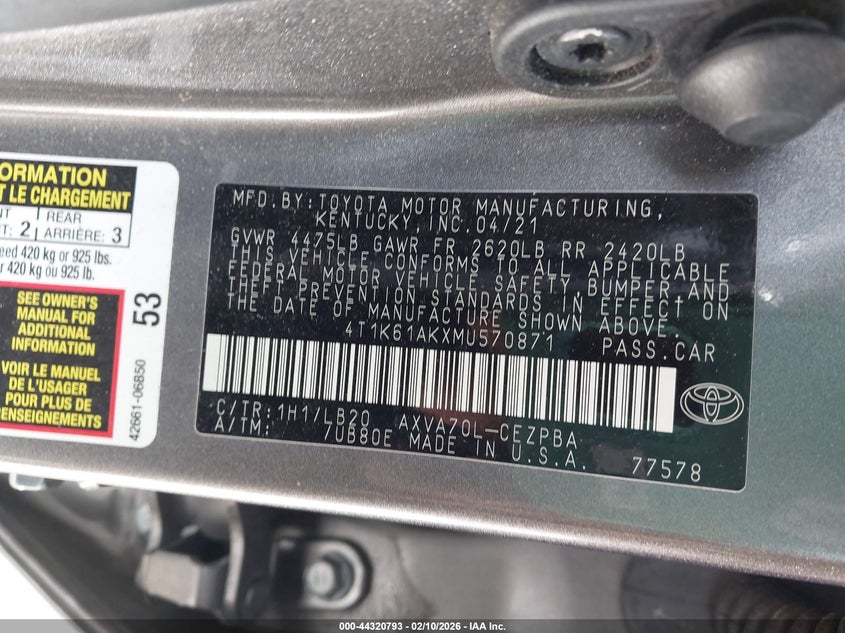 ORMATION
T LE CHARGEMENT
NT
: 2
REAR
ARRIÈRE: 3
eed 420 kg or 925 lbs.
r 420 kg ou 925 lb.
SEE OWNER'S
MANUAL FOR
ADDITIONAL
INFORMATION
VOIR LE MANUEL
DE L'USAGER
POUR PLUS DE
RENSEIGNEMENTS
53
42661-06B50
MFD.BY:TOYOTA MOTOR MANUFACTURING,
KENTUCKY, INC. 04/21
GVWR 4475LB GAWR FR 2620LB RR 2420LB
THIS VEHICLE CONFORMS TO ALL APPLICABLE
FEDERAL MOTOR VEHICLE SAFETY, BUMPER AND
THEFT PREVENTION STANDARDS IN EFFECT ON
THE DATE OF MANUFACTURE SHOWN ABOVE.
4T1K61AKXMU570871 PASS.CAR
C/TR:1H1/LB20 AXVA70L-CEZPBA
A/TM: 7UB80E MADE IN U.S.A. 77578
000-44320793 - 02/10/2026 - IAA Inc.